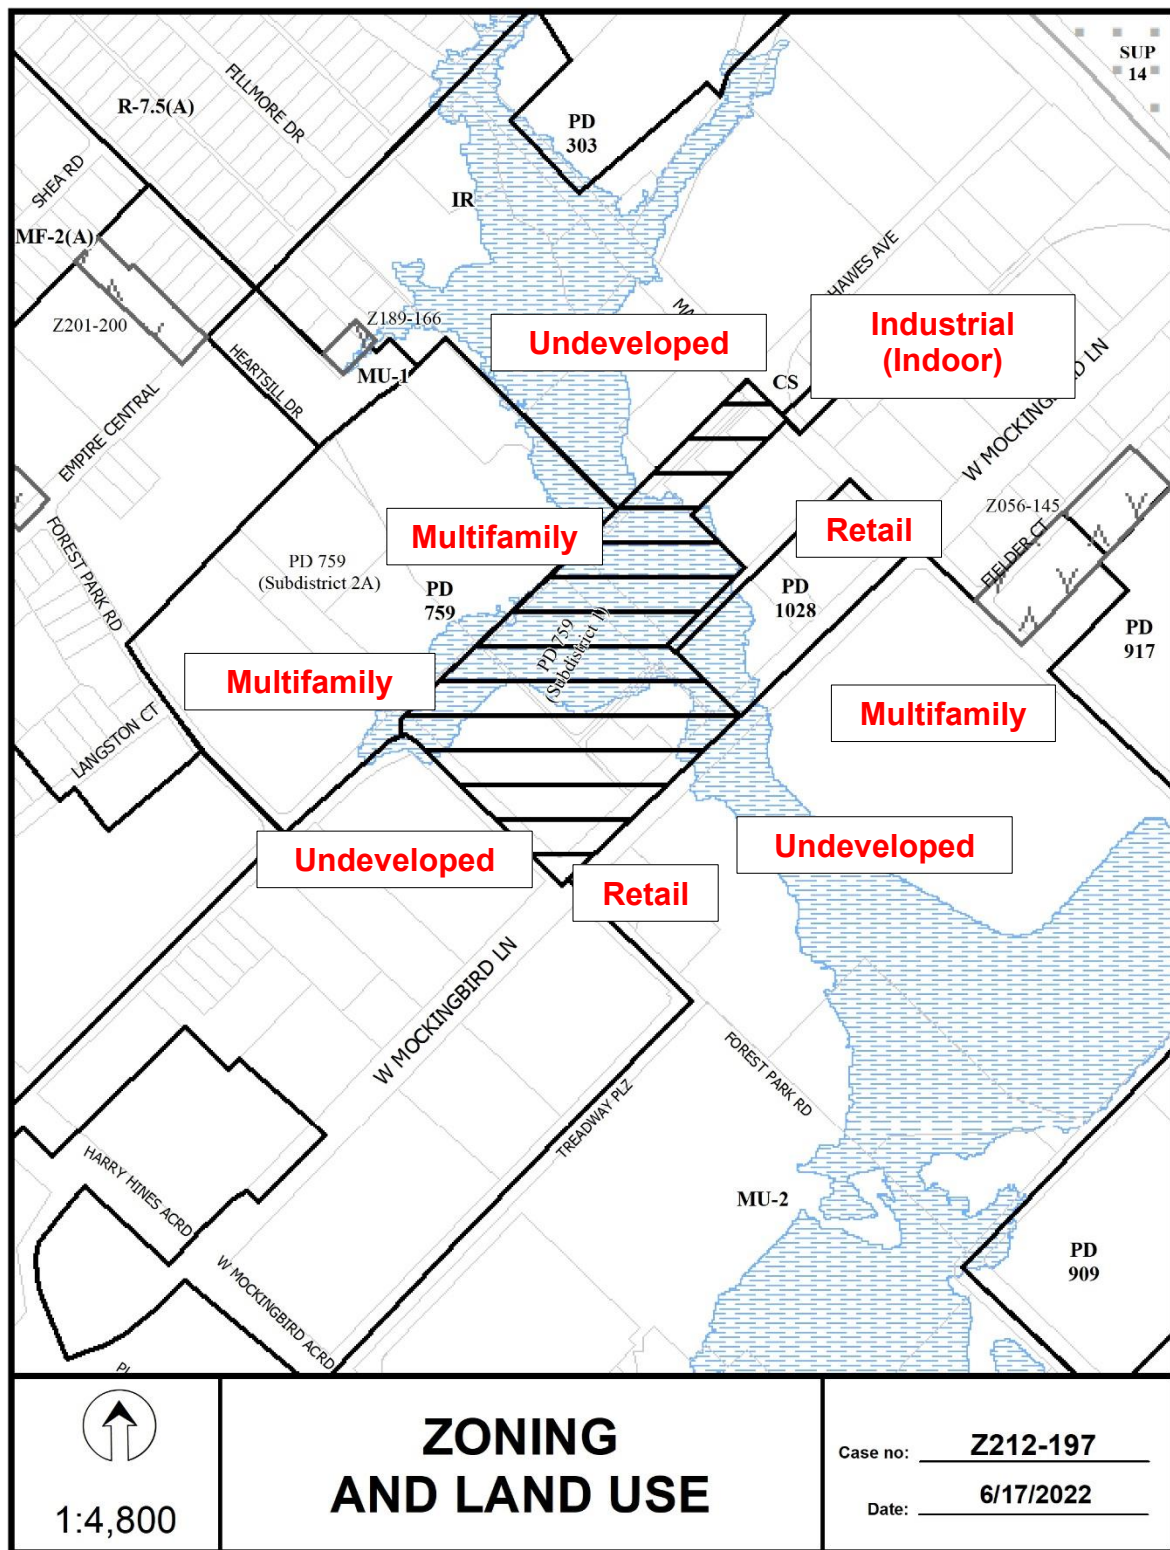 SUP
14
FILLMORE DR
R-7.5(A)
PD
303
SHEA RD
IR
MF-2(A)
HAWES AVE
Z201-200
Z189-166
Undeveloped
Industrial
(Indoor)
HEARTSILL DR
MU-1
CS
W MOCKINGBIRD LN
EMPIRE CENTRAL
Z056-145
Multifamily
Retail
FOREST PARK RD
PD 759
(Subdistrict 2A)
PD
759
PD
1028
FIELDER CT
PD
917
PD 759
(Subdistrict 1)
Multifamily
Multifamily
LANGSTON CT
Undeveloped
Undeveloped
Retail
W MOCKINGBIRD LN
FOREST PARK RD
TREADWAY PLZ
HARRY HINES ACRD
MU-2
PD
909
W MOCKINGBIRD ACRD
1:4,800
ZONING
AND LAND USE
Case no: Z212-197
Date: 6/17/2022